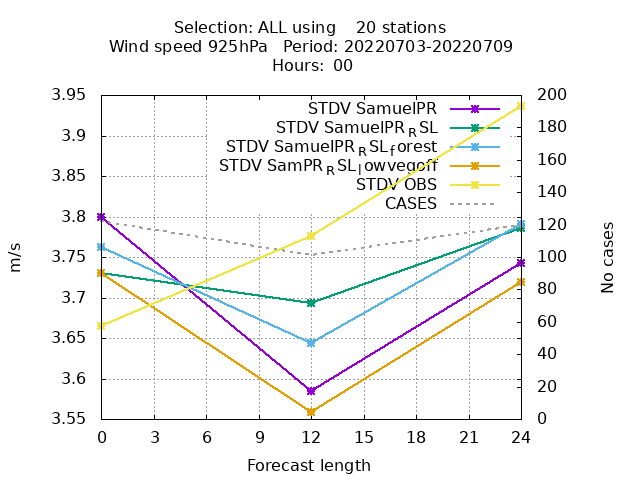 Selection: ALL using 20 stations
Wind speed 925hPa Period: 20220703-20220709
Hours: 00
STDV SamuelPR
STDV SamuelPR_RSL
STDV SamuelPR_RSL_forest
STDV SamPR_RSL_lowvegoff
STDV OBS
CASES
m/s
3.95
3.9
3.85
3.8
3.75
3.7
3.65
3.6
3.55
200
180
160
140
120
100
80
60
40
20
0
No cases
0 3 6 9 12 15 18 21 24
Forecast length